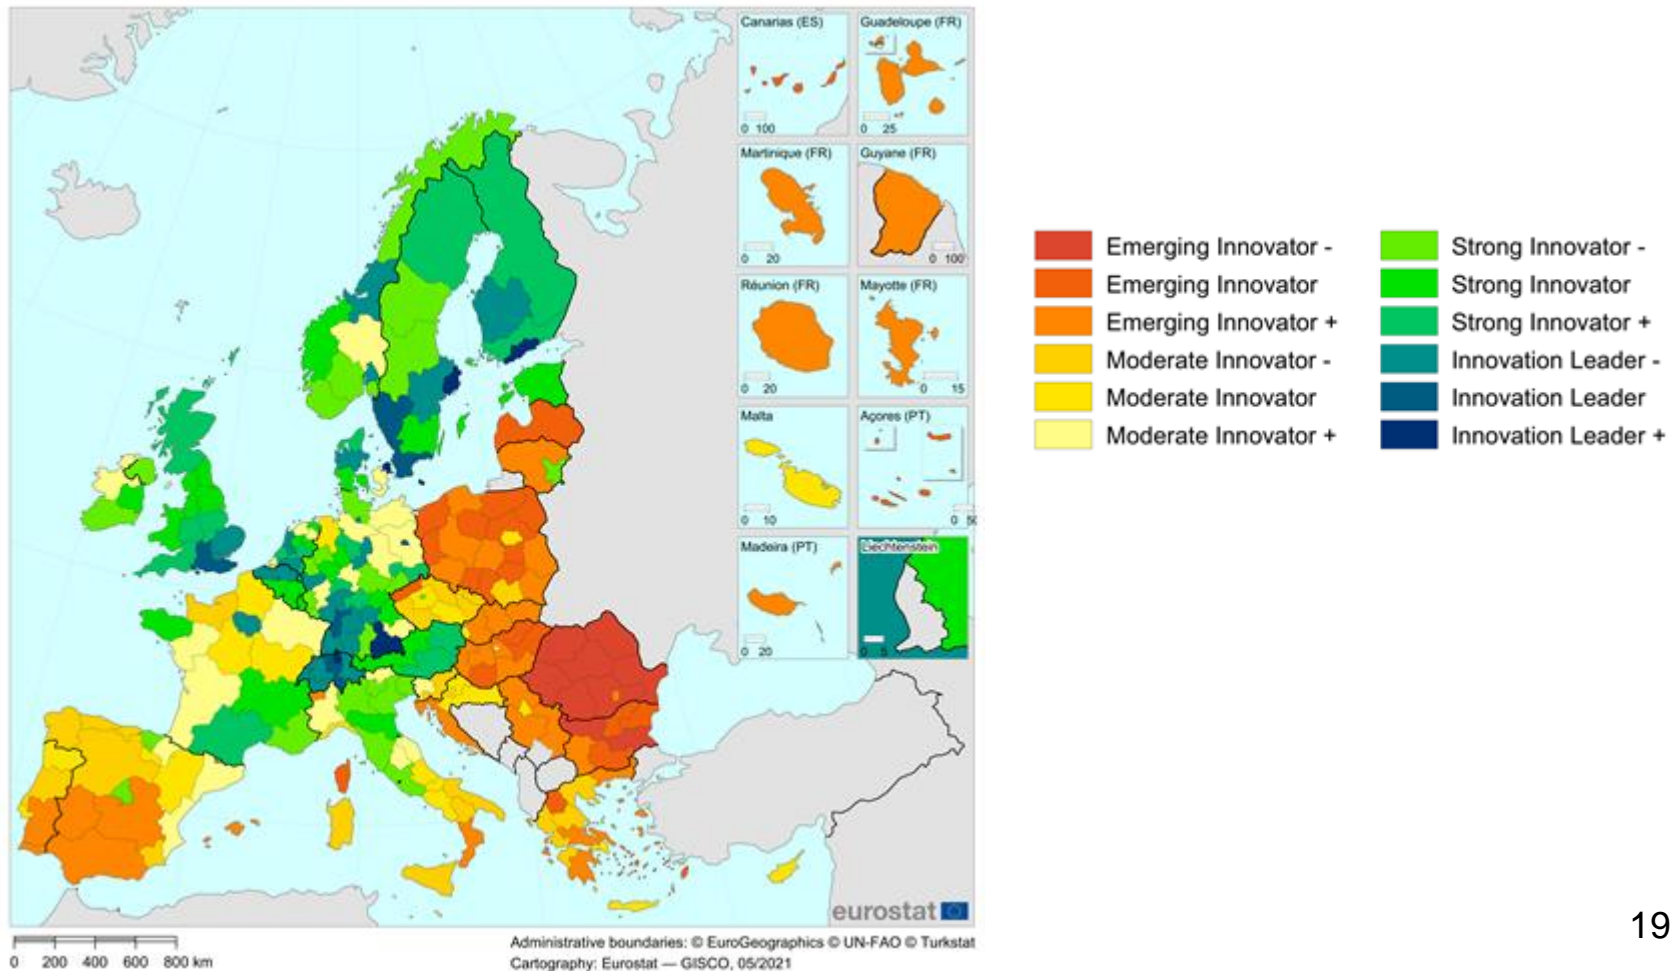 Canarias (ES)
0 100
Guadeloupe (FR)
0 25
Martinique (FR)
0 20
Guyane (FR)
0 100
Réunion (FR)
0 20
Mayotte (FR)
0 15
Malta
0 10
Açores (PT)
0 50
Madeira (PT)
0 20
Liechtenstein
0 5
eurostat
0 200 400 600 800 km
Administrative boundaries: © EuroGeographics © UN-FAO © Turkstat
Cartography: Eurostat — GISCO, 05/2021
Emerging Innovator -
Emerging Innovator
Emerging Innovator +
Moderate Innovator -
Moderate Innovator
Moderate Innovator +
Strong Innovator -
Strong Innovator
Strong Innovator +
Innovation Leader -
Innovation Leader
Innovation Leader +
19